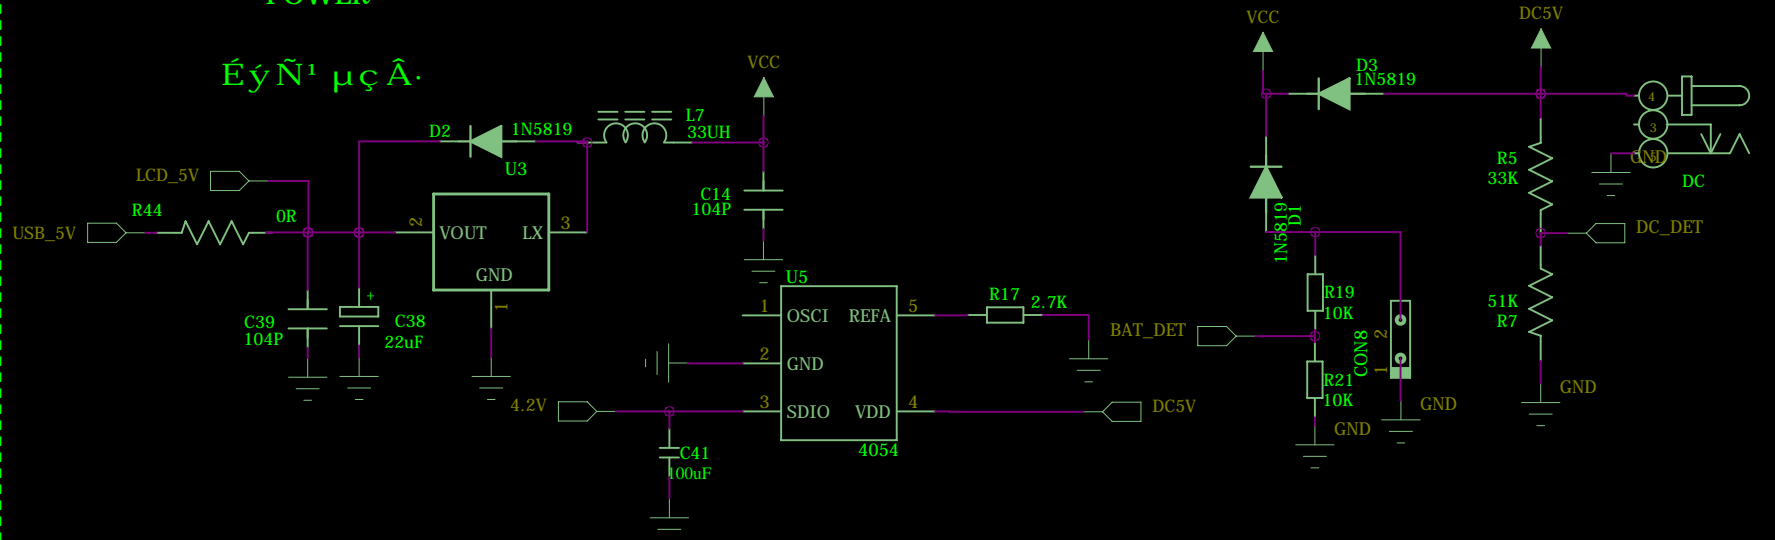 POWER
ÉýÑ¹ µçÂ·
VCC
D2
1N5819
L7
33UH
U3
LCD_5V
R44
0R
USB_5V
2
VOUT
LX
3
GND
1
C14
104P
C39
104P
+
C38
22uF
U5
1
OSCI
REFA
5
R17
2.7K
2
GND
4.2V
3
SDIO
VDD
4
DC5V
4054
C41
100uF
VCC
D3
1N5819
DC5V
4
3
GND
DC
R5
33K
DC_DET
1N5819
D1
R19
10K
BAT_DET
CON8
2
1
R21
10K
GND
GND
51K
R7
GND